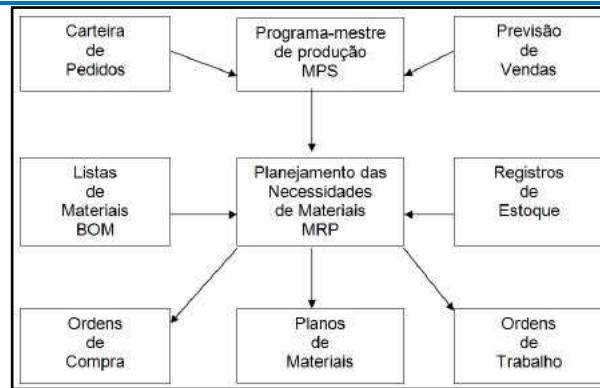 Carteira
de
Pedidos
Programa-mestre
de produção
MPS
Previsão
de
Vendas
Listas
de
Materiais
BOM
Planejamento das
Necessidades
de Materiais
MRP
Registros
de
Estoque
Ordens
de
Compra
Planos
de
Materiais
Ordens
de
Trabalho